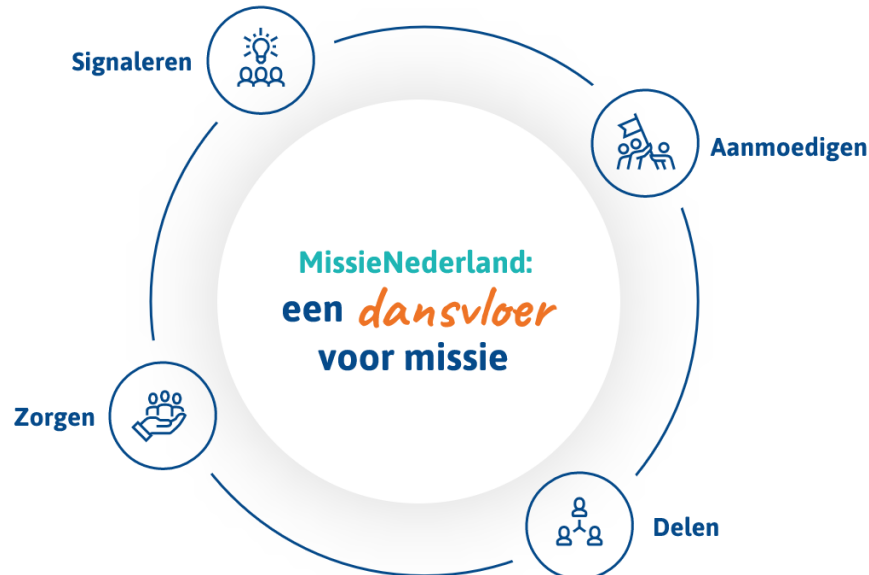 Signaleren
Aanmoedigen
MissieNederland:
een dansvloer
voor missie
Zorgen
Delen